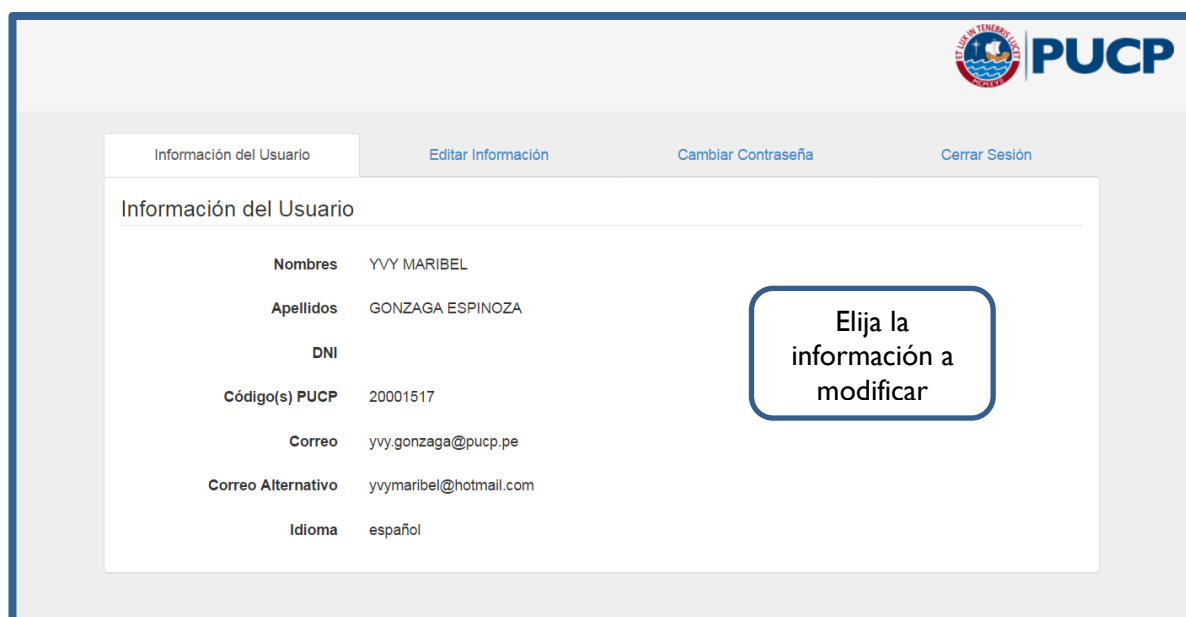 ET LUX IN TENEBRIS LUCET
MCMXVII
PUCP
Información del Usuario Editar Información Cambiar Contraseña Cerrar Sesión
Información del Usuario
Nombres YVY MARIBEL
Apellidos GONZAGA ESPINOZA
DNI
Código(s) PUCP 20001517
Correo yvy.gonzaga@pucp.pe
Correo Alternativo yvymaribel@hotmail.com
Idioma español
Elija la
información a
modificar